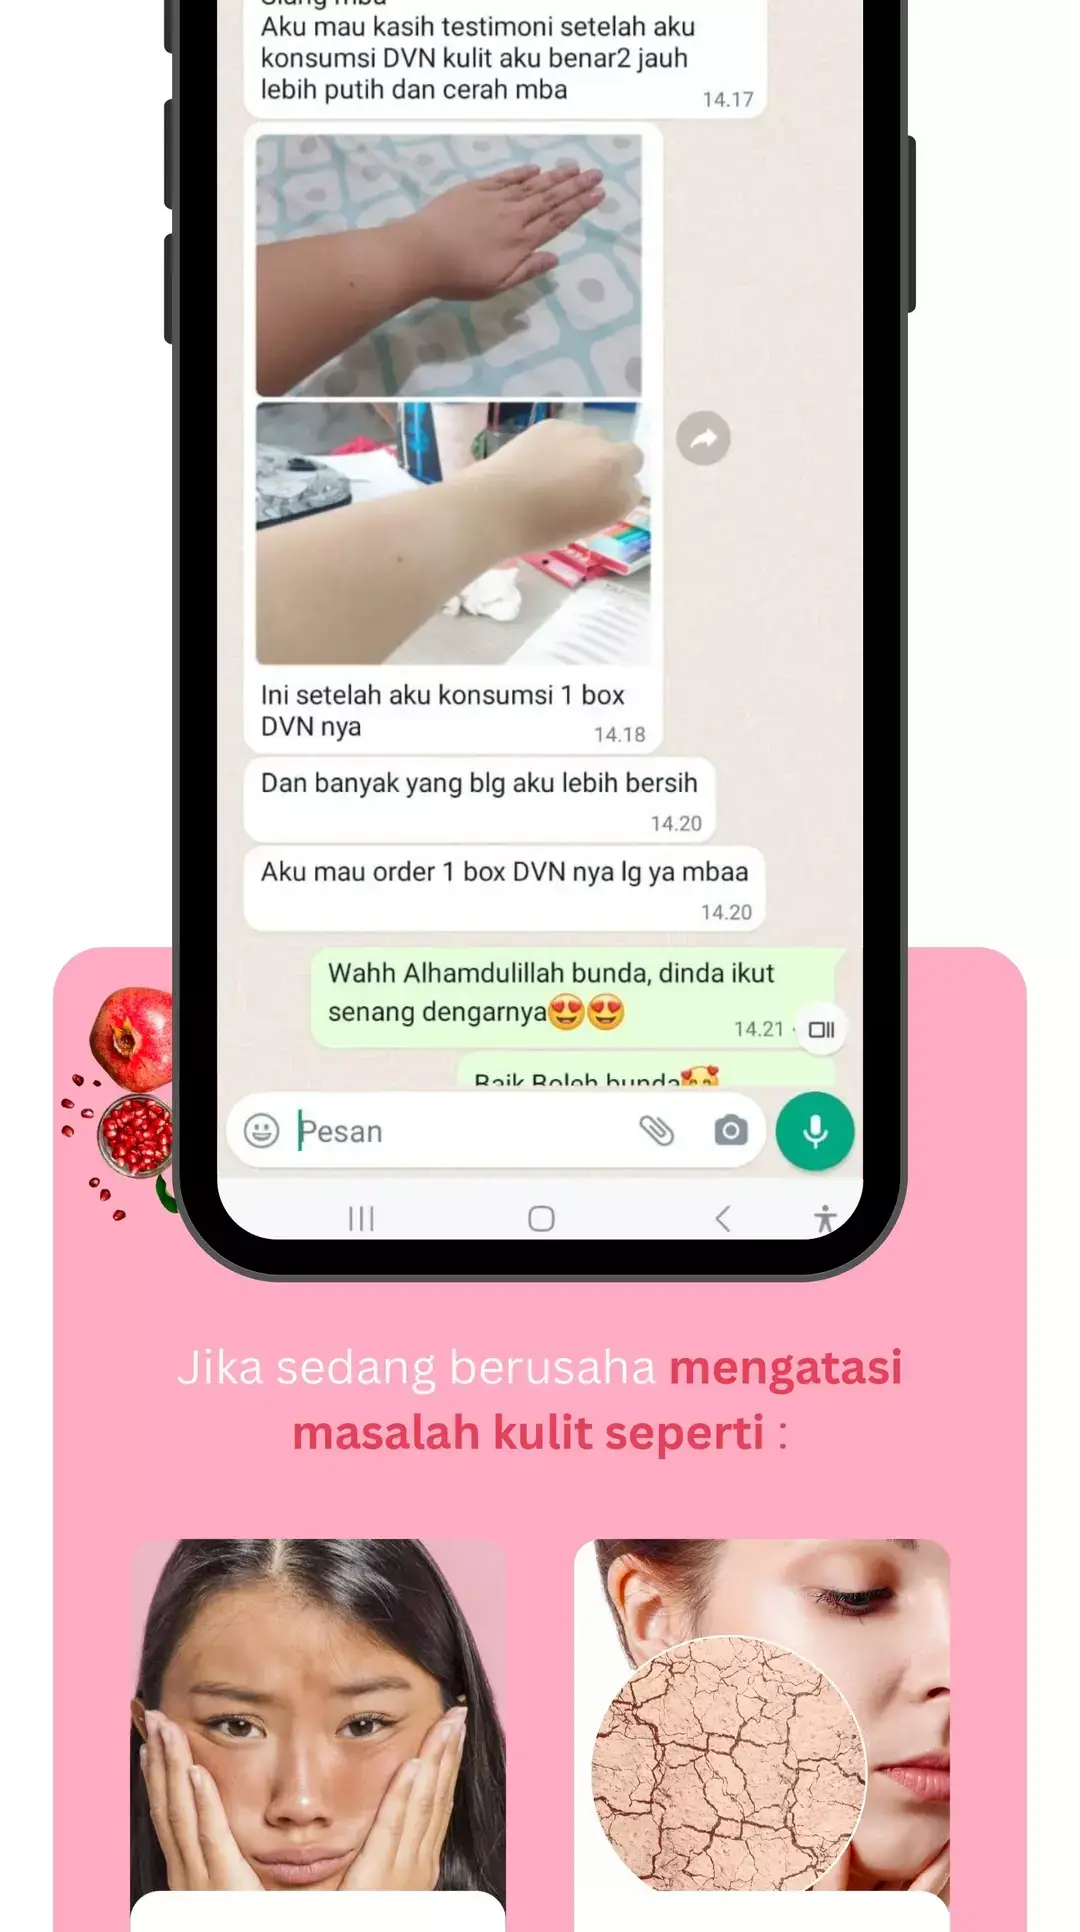 Siang mba
Aku mau kasih testimoni setelah aku
konsumsi DVN kulit aku benar2 jauh
lebih putih dan cerah mba
14.17
Ini setelah aku konsumsi 1 box
DVN nya
14.18
Dan banyak yang blg aku lebih bersih
14.20
Aku mau order 1 box DVN nya lg ya mbaa
14.20
Wahh Alhamdulillah bunda, dinda ikut
senang dengarnya😍😍
14.21
Baik Boleh bunda🥰
Pesan
Jika sedang berusaha mengatasi
masalah kulit seperti :